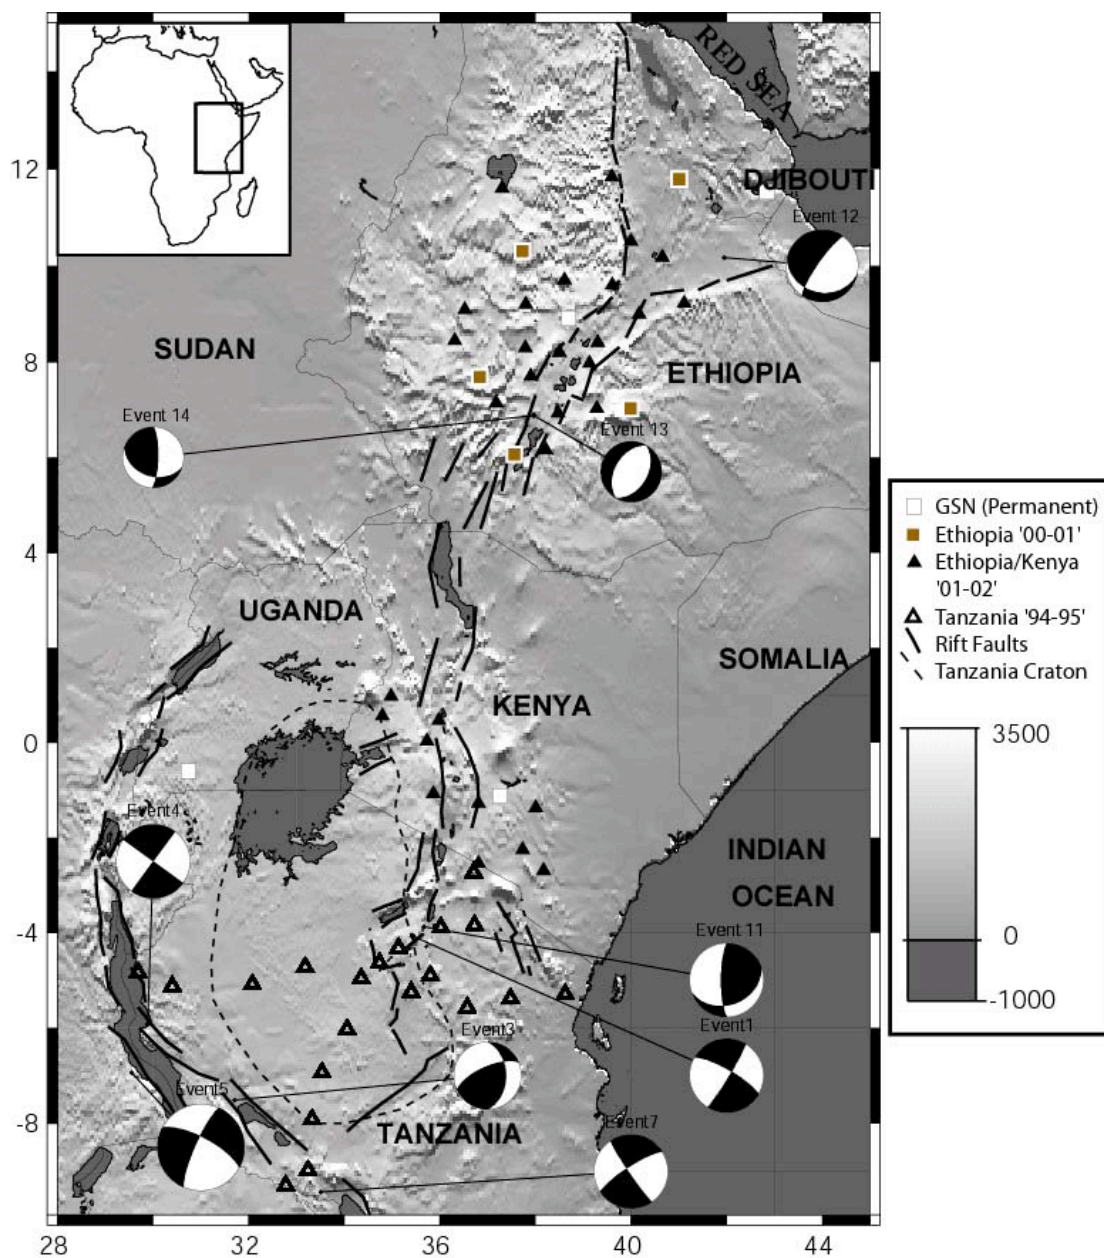 RED SEA
12
DJIBOUTI
Event 12
SUDAN
8
ETHIOPIA
Event 14
Event 13
GSN (Permanent)
Ethiopia '00-01'
Ethiopia/Kenya
'01-02'
Tanzania '94-95'
Rift Faults
Tanzania Craton
4
UGANDA
SOMALIA
KENYA
3500
0
Event4
INDIAN
OCEAN
-4
Event 11
0
-1000
Event1
Event3
Event5
-8
TANZANIA
Event7
28
32
36
40
44